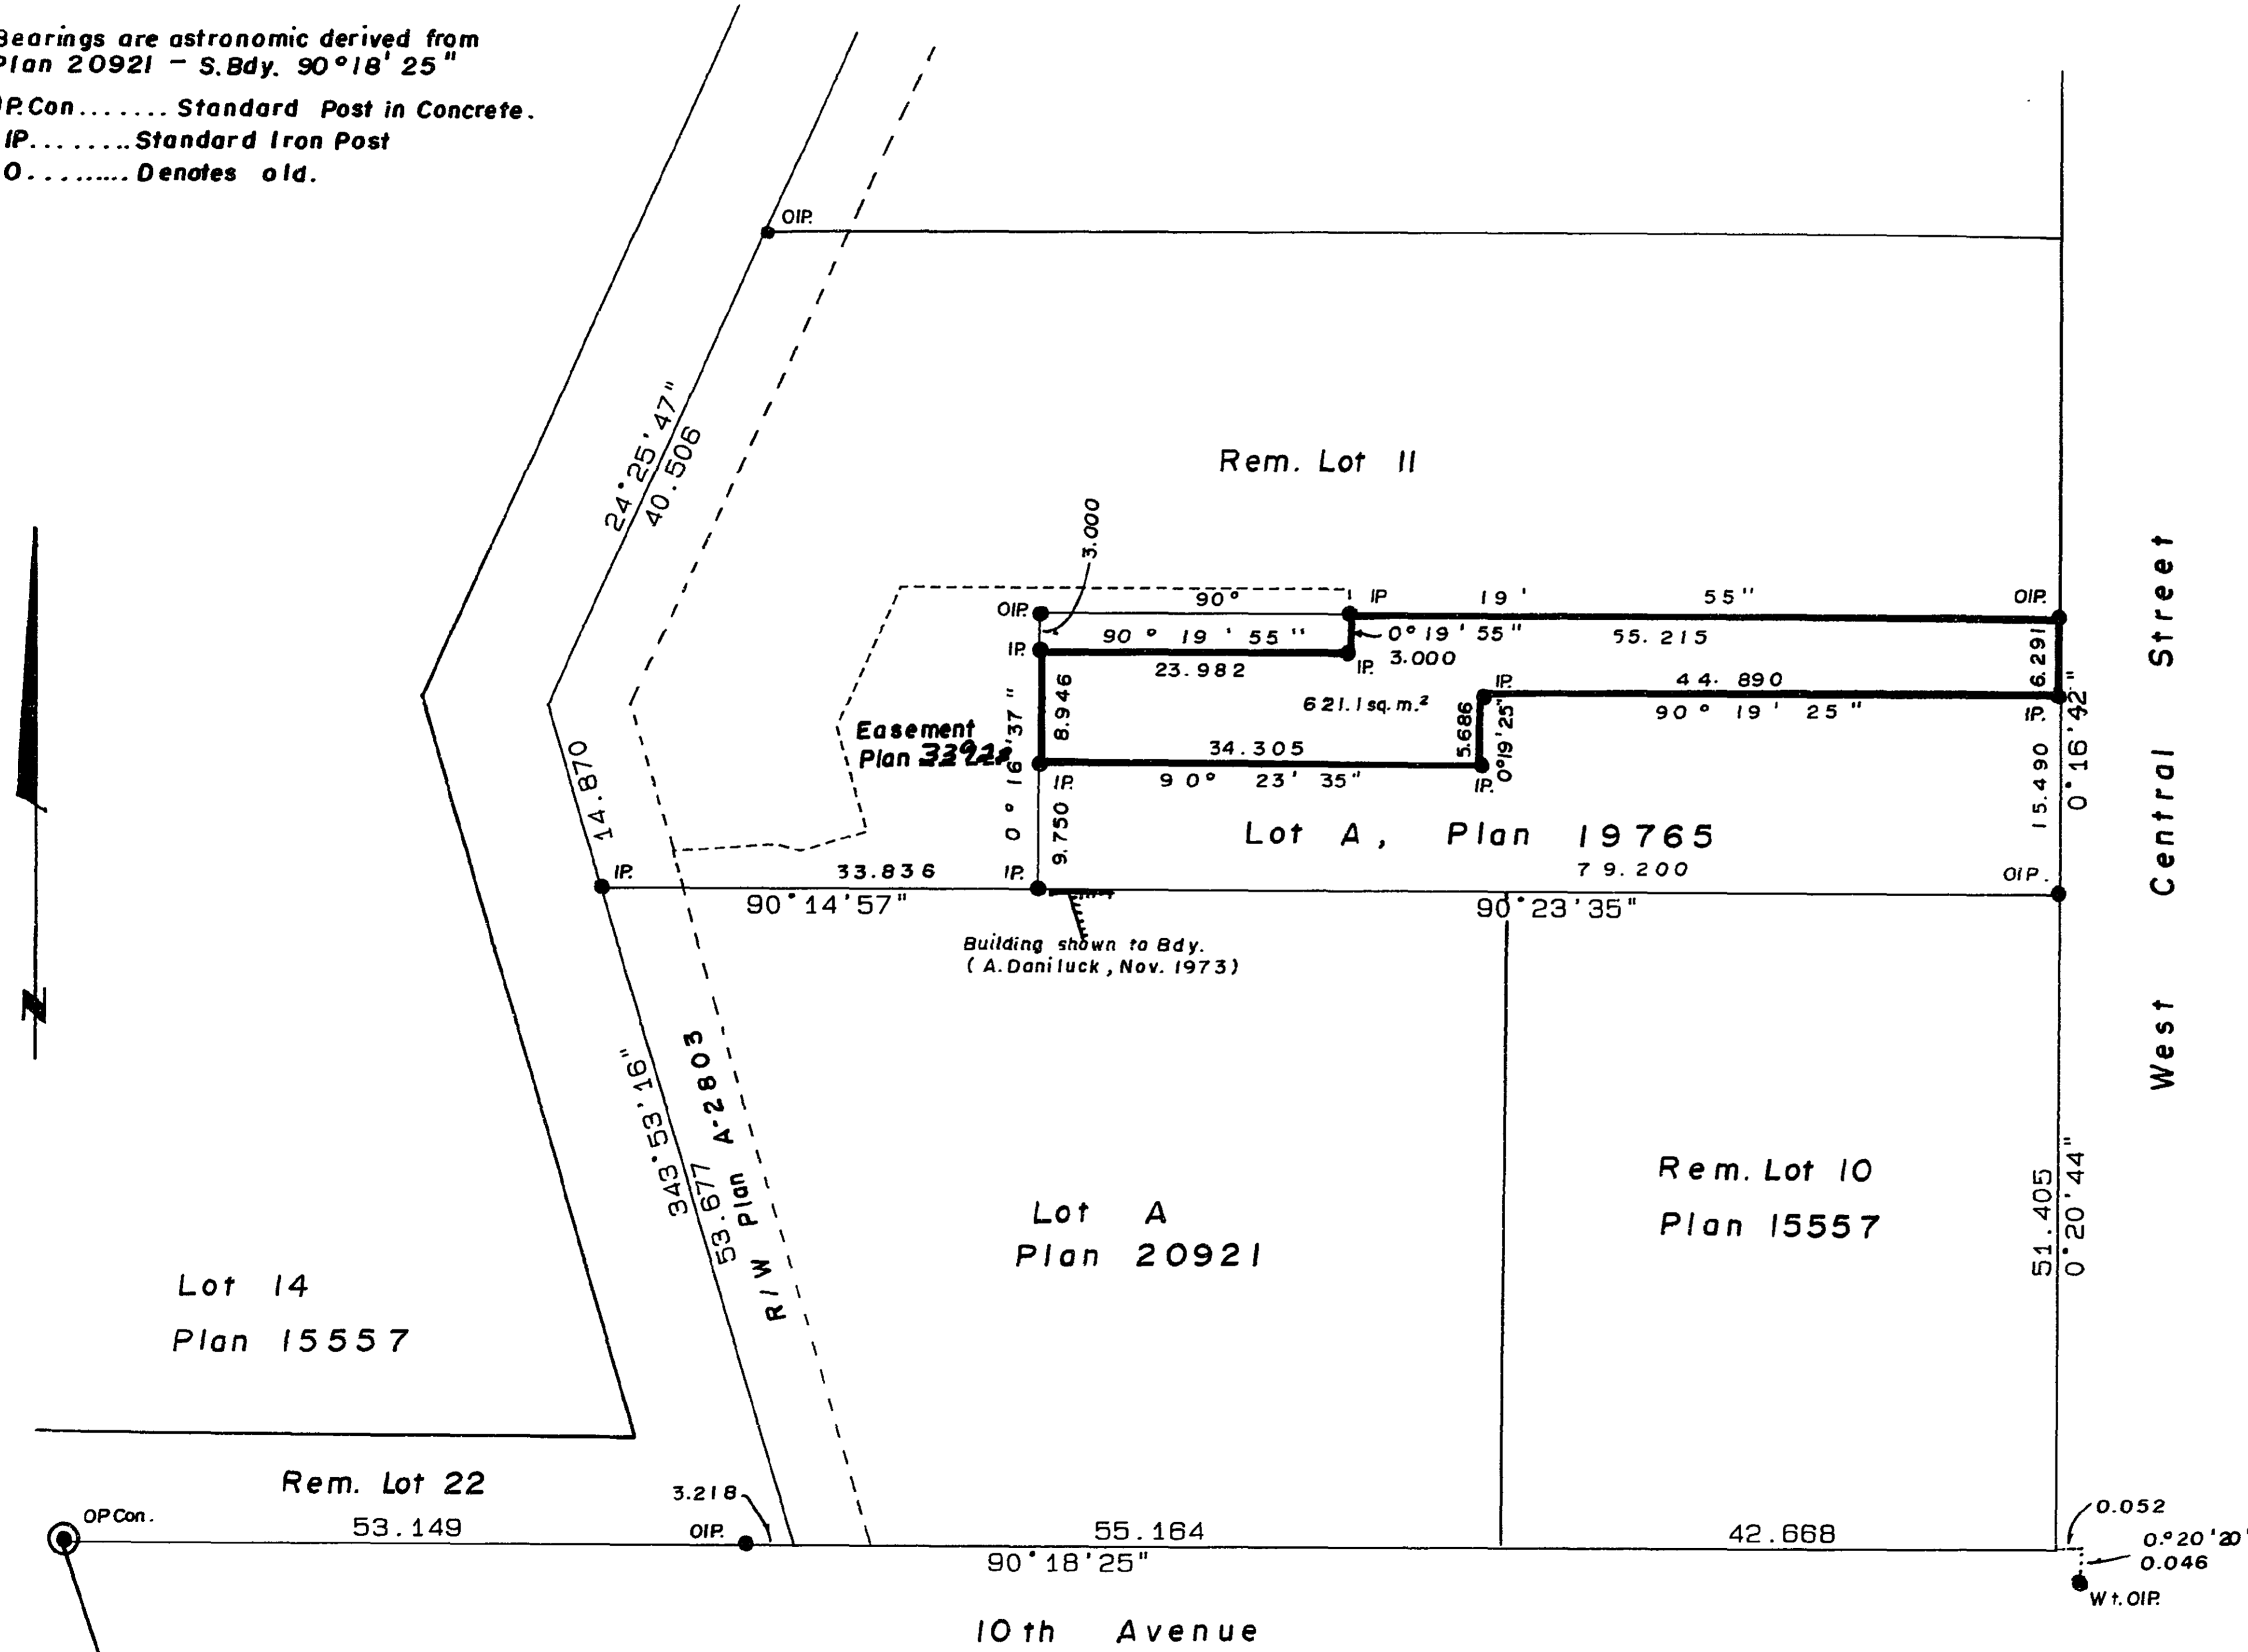 Bearings are astronomic derived from
Plan 20921 - S.Bdy. 90°18'25"
P.Con....... Standard Post in Concrete.
IP........ Standard Iron Post
O......... Denotes old.
OIP.
24°25'47"
40.506
Rem. Lot 11
3.000
OIP.
90°
IP
19'
55"
OIP.
90° 19' 55"
0°19'55"
55.215
6.291
IP.
23.982
IP.
3.000
IP.
44.890
621.1 sq.m.²
90° 19' 25"
IP.
0°16'42"
8.946
5.686
0°19'25"
Easement
Plan
0°16'37"
34.305
90° 23' 35"
IP.
IP.
14.870
15.490
9.750
Lot A, Plan 19765
IP.
33.836
IP.
79.200
OIP.
90°14'57"
90°23'35"
Building shown to Bdy.
(A.Daniluck, Nov. 1973)
West Central Street
N
343°53'16"
53.677
R/W Plan A-2803
Lot A
Plan 20921
Rem. Lot 10
Plan 15557
51.405
0°20'44"
Lot 14
Plan 15557
Rem. Lot 22
3.218
OPCon.
53.149
OIP.
55.164
42.668
0.052
90°18'25"
0°20'20"
0.046
Wt.OIP.
10th Avenue